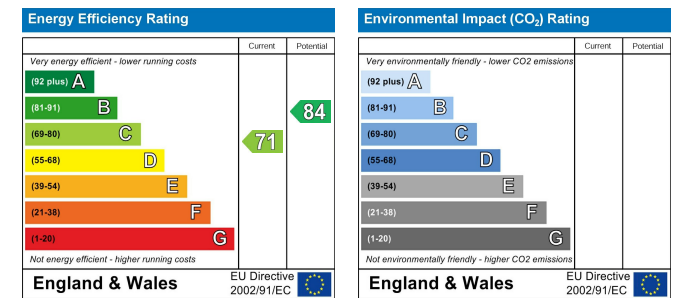 Energy Efficiency Rating
Current Potential
Very energy efficient - lower running costs
(92 plus) A
(81-91) B
84
(69-80) C
71
(55-68) D
(39-54) E
(21-38) F
(1-20) G
Not energy efficient - higher running costs
England & Wales
EU Directive
2002/91/EC
Environmental Impact (CO₂) Rating
Current Potential
Very environmentally friendly - lower CO2 emissions
(92 plus) A
(81-91) B
(69-80) C
(55-68) D
(39-54) E
(21-38) F
(1-20) G
Not environmentally friendly - higher CO2 emissions
England & Wales
EU Directive
2002/91/EC